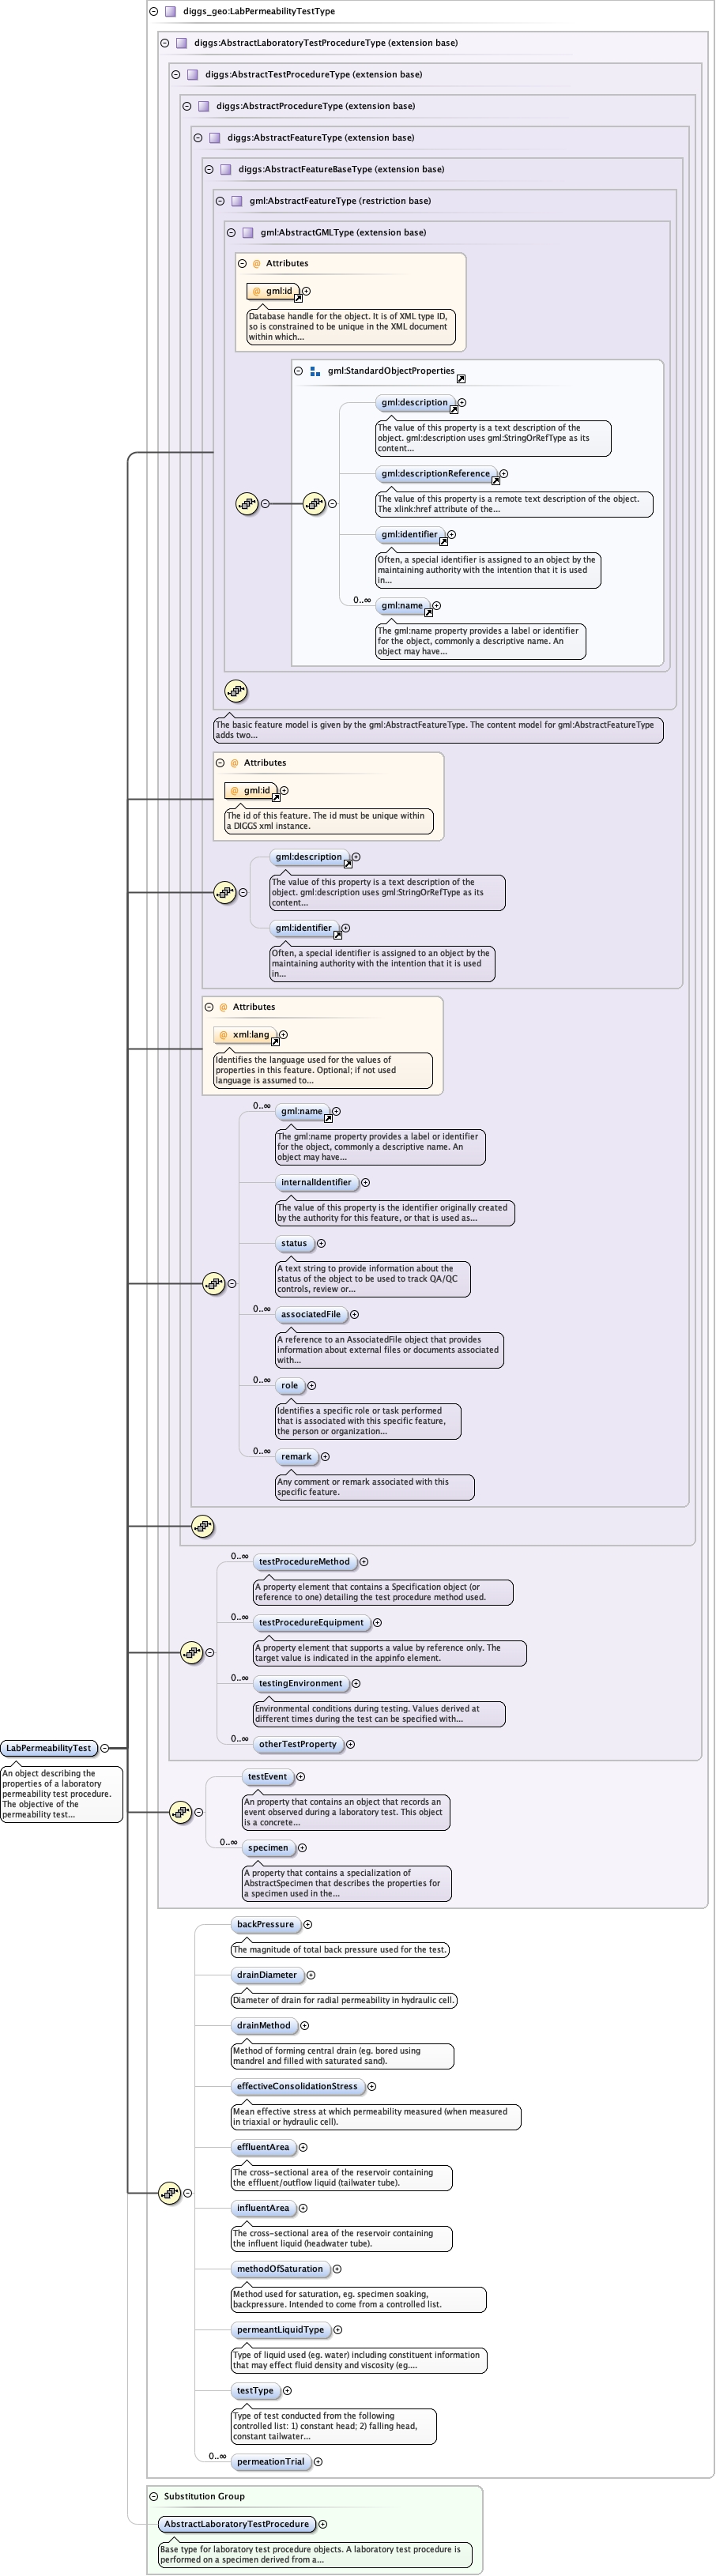 diggs_geo:LabPermeabilityTestType
diggs:AbstractLaboratoryTestProcedureType (extension base)
diggs:AbstractTestProcedureType (extension base)
diggs:AbstractProcedureType (extension base)
diggs:AbstractFeatureType (extension base)
diggs:AbstractFeatureBaseType (extension base)
gml:AbstractFeatureType (restriction base)
gml:AbstractGMLType (extension base)
@ Attributes
@ gml:id
Database handle for the object. It is of XML type ID,
so is constrained to be unique in the XML document
within which...
gml:StandardObjectProperties
gml:description
The value of this property is a text description of the
object. gml:description uses gml:StringOrRefType as its
content...
gml:descriptionReference
The value of this property is a remote text description of the object.
The xlink:href attribute of the...
gml:identifier
Often, a special identifier is assigned to an object by the
maintaining authority with the intention that it is used
in...
0..∞
gml:name
The gml:name property provides a label or identifier
for the object, commonly a descriptive name. An
object may have...
The basic feature model is given by the gml:AbstractFeatureType. The content model for gml:AbstractFeatureType
adds two...
@ Attributes
@ gml:id
The id of this feature. The id must be unique within
a DIGGS xml instance.
gml:description
The value of this property is a text description of the
object. gml:description uses gml:StringOrRefType as its
content...
gml:identifier
Often, a special identifier is assigned to an object by the
maintaining authority with the intention that it is used
in...
@ Attributes
@ xml:lang
Identifies the language used for the values of
properties in this feature. Optional; if not used
language is assumed to...
0..∞
gml:name
The gml:name property provides a label or identifier
for the object, commonly a descriptive name. An
object may have...
internalIdentifier
The value of this property is the identifier originally created
by the authority for this feature, or that is used as...
status
A text string to provide information about the
status of the object to be used to track QA/QC
controls, review or...
0..∞
associatedFile
A reference to an AssociatedFile object that provides
information about external files or documents associated
with...
0..∞
role
Identifies a specific role or task performed
that is associated with this specific feature,
the person or organization...
0..∞
remark
Any comment or remark associated with this
specific feature.
0..∞
testProcedureMethod
A property element that contains a Specification object (or
reference to one) detailing the test procedure method used.
0..∞
testProcedureEquipment
A property element that supports a value by reference only. The
target value is indicated in the appinfo element.
0..∞
testingEnvironment
Environmental conditions during testing. Values derived at
different times during the test can be specified with...
0..∞
otherTestProperty
LabPermeabilityTest
An object describing the
properties of a laboratory
permeability test procedure.
The objective of the
permeability test...
testEvent
An property that contains an object that records an
event observed during a laboratory test. This object
is a concrete...
0..∞
specimen
A property that contains a specialization of
AbstractSpecimen that describes the properties for
a specimen used in the...
backPressure
The magnitude of total back pressure used for the test.
drainDiameter
Diameter of drain for radial permeability in hydraulic cell.
drainMethod
Method of forming central drain (eg. bored using
mandrel and filled with saturated sand).
effectiveConsolidationStress
Mean effective stress at which permeability measured (when measured
in triaxial or hydraulic cell).
effluentArea
The cross-sectional area of the reservoir containing
the effluent/outflow liquid (tailwater tube).
influentArea
The cross-sectional area of the reservoir containing
the influent liquid (headwater tube).
methodOfSaturation
Method used for saturation, eg. specimen soaking,
backpressure. Intended to come from a controlled list.
permeantLiquidType
Type of liquid used (eg. water) including constituent information
that may effect fluid density and viscosity (eg....
testType
Type of test conducted from the following
controlled list: 1) constant head; 2) falling head,
constant tailwater...
0..∞
permeationTrial
Substitution Group
AbstractLaboratoryTestProcedure
Base type for laboratory test procedure objects. A laboratory test procedure is
performed on a specimen derived from a...